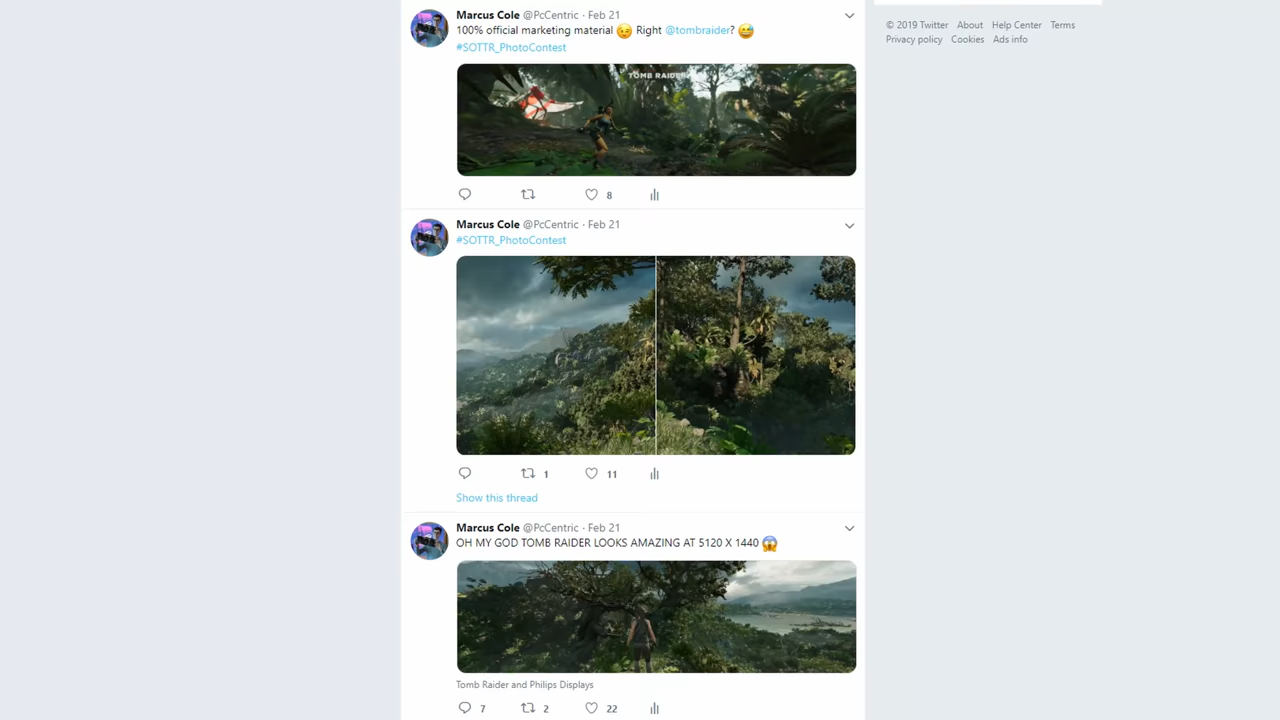 Marcus Cole @PcCentric · Feb 21
100% official marketing material 😉 Right @tombraider? 😅
#SOTTR_PhotoContest
TOMB RAIDER
8
Marcus Cole @PcCentric · Feb 21
#SOTTR_PhotoContest
1 11
Show this thread
Marcus Cole @PcCentric · Feb 21
OH MY GOD TOMB RAIDER LOOKS AMAZING AT 5120 X 1440 😱
Tomb Raider and Philips Displays
7 2 22
© 2019 Twitter About Help Center Terms
Privacy policy Cookies Ads info